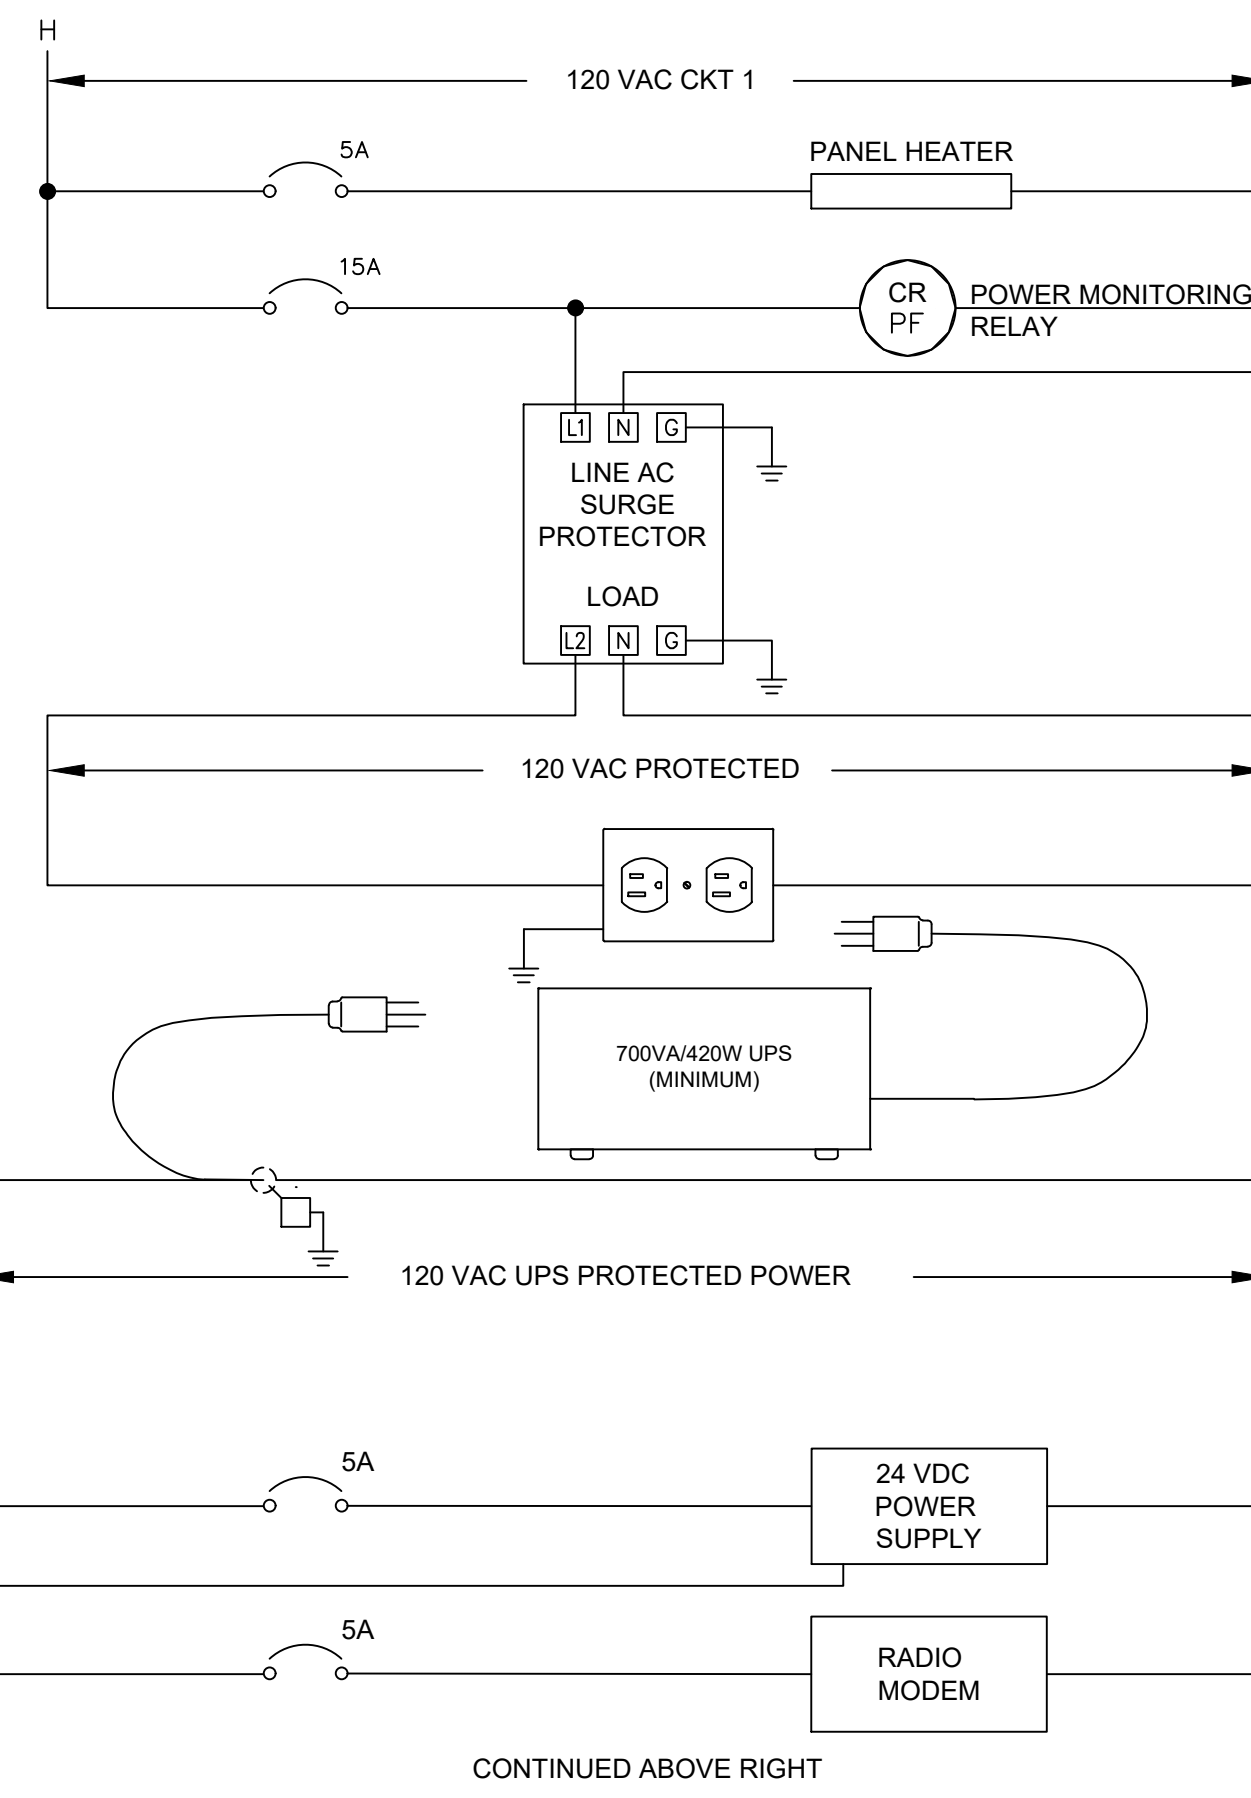 H
120 VAC CKT 1
5A
PANEL HEATER
15A
CR
PF
POWER MONITORING
RELAY
L1 N G
LINE AC
SURGE
PROTECTOR
LOAD
L2 N G
120 VAC PROTECTED
700VA/420W UPS
(MINIMUM)
120 VAC UPS PROTECTED POWER
5A
24 VDC
POWER
SUPPLY
5A
RADIO
MODEM
CONTINUED ABOVE RIGHT